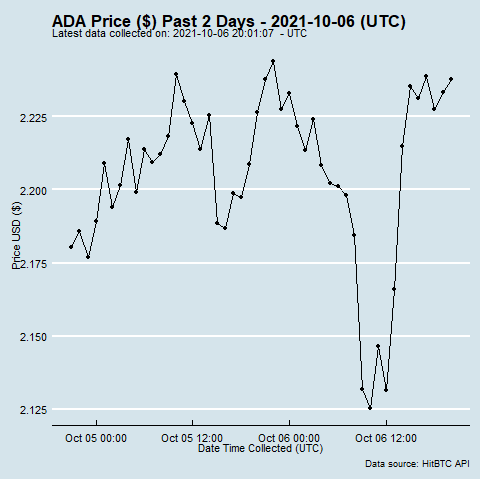 ADA Price ($) Past 2 Days - 2021-10-06 (UTC)
Latest data collected on: 2021-10-06 20:01:07 - UTC
Price USD ($)
2.225
2.200
2.175
2.150
2.125
Oct 05 00:00 Oct 05 12:00 Oct 06 00:00 Oct 06 12:00
Date Time Collected (UTC)
Data source: HitBTC API